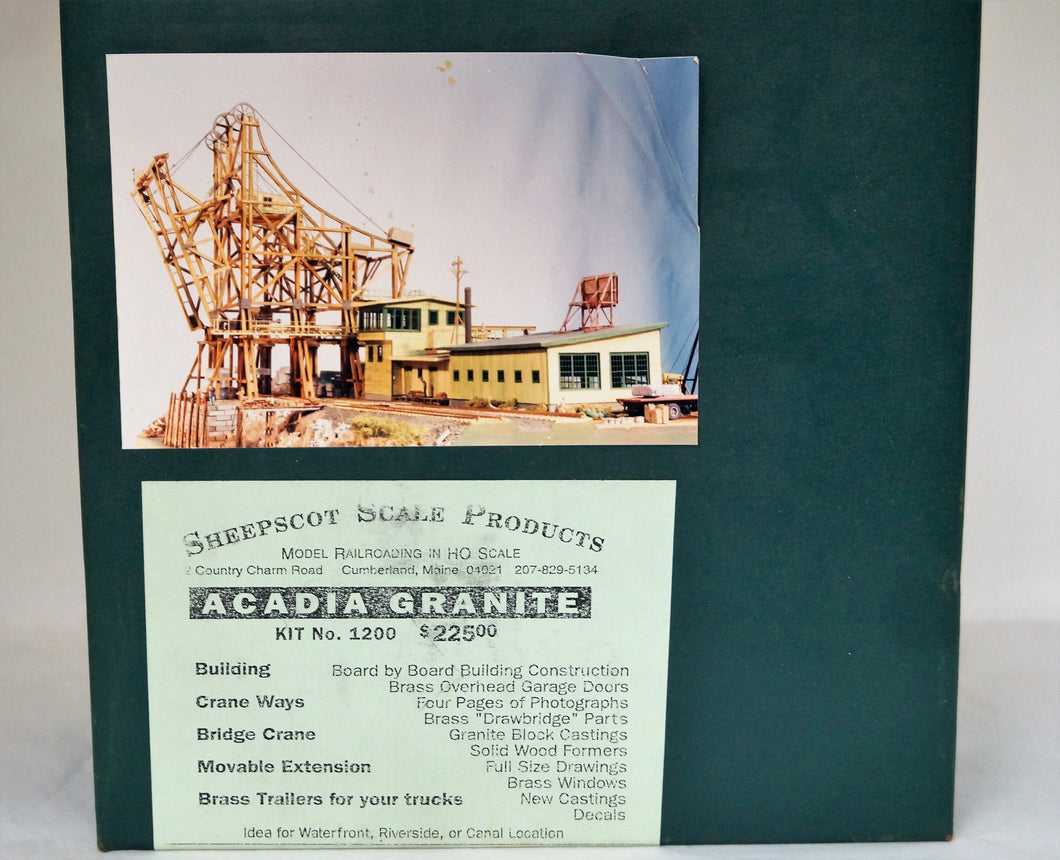 SHEEPSCOT SCALE PRODUCTS
MODEL RAILROADING IN HO SCALE
2 Country Charm Road Cumberland, Maine 04021 207-829-5134
ACADIA GRANITE
KIT No. 1200 $225.00
Building Board by Board Building Construction
Brass Overhead Garage Doors
Crane Ways Four Pages of Photographs
Brass "Drawbridge" Parts
Bridge Crane Granite Block Castings
Solid Wood Formers
Movable Extension Full Size Drawings
Brass Windows
Brass Trailers for your trucks New Castings
Decals
Idea for Waterfront, Riverside, or Canal Location